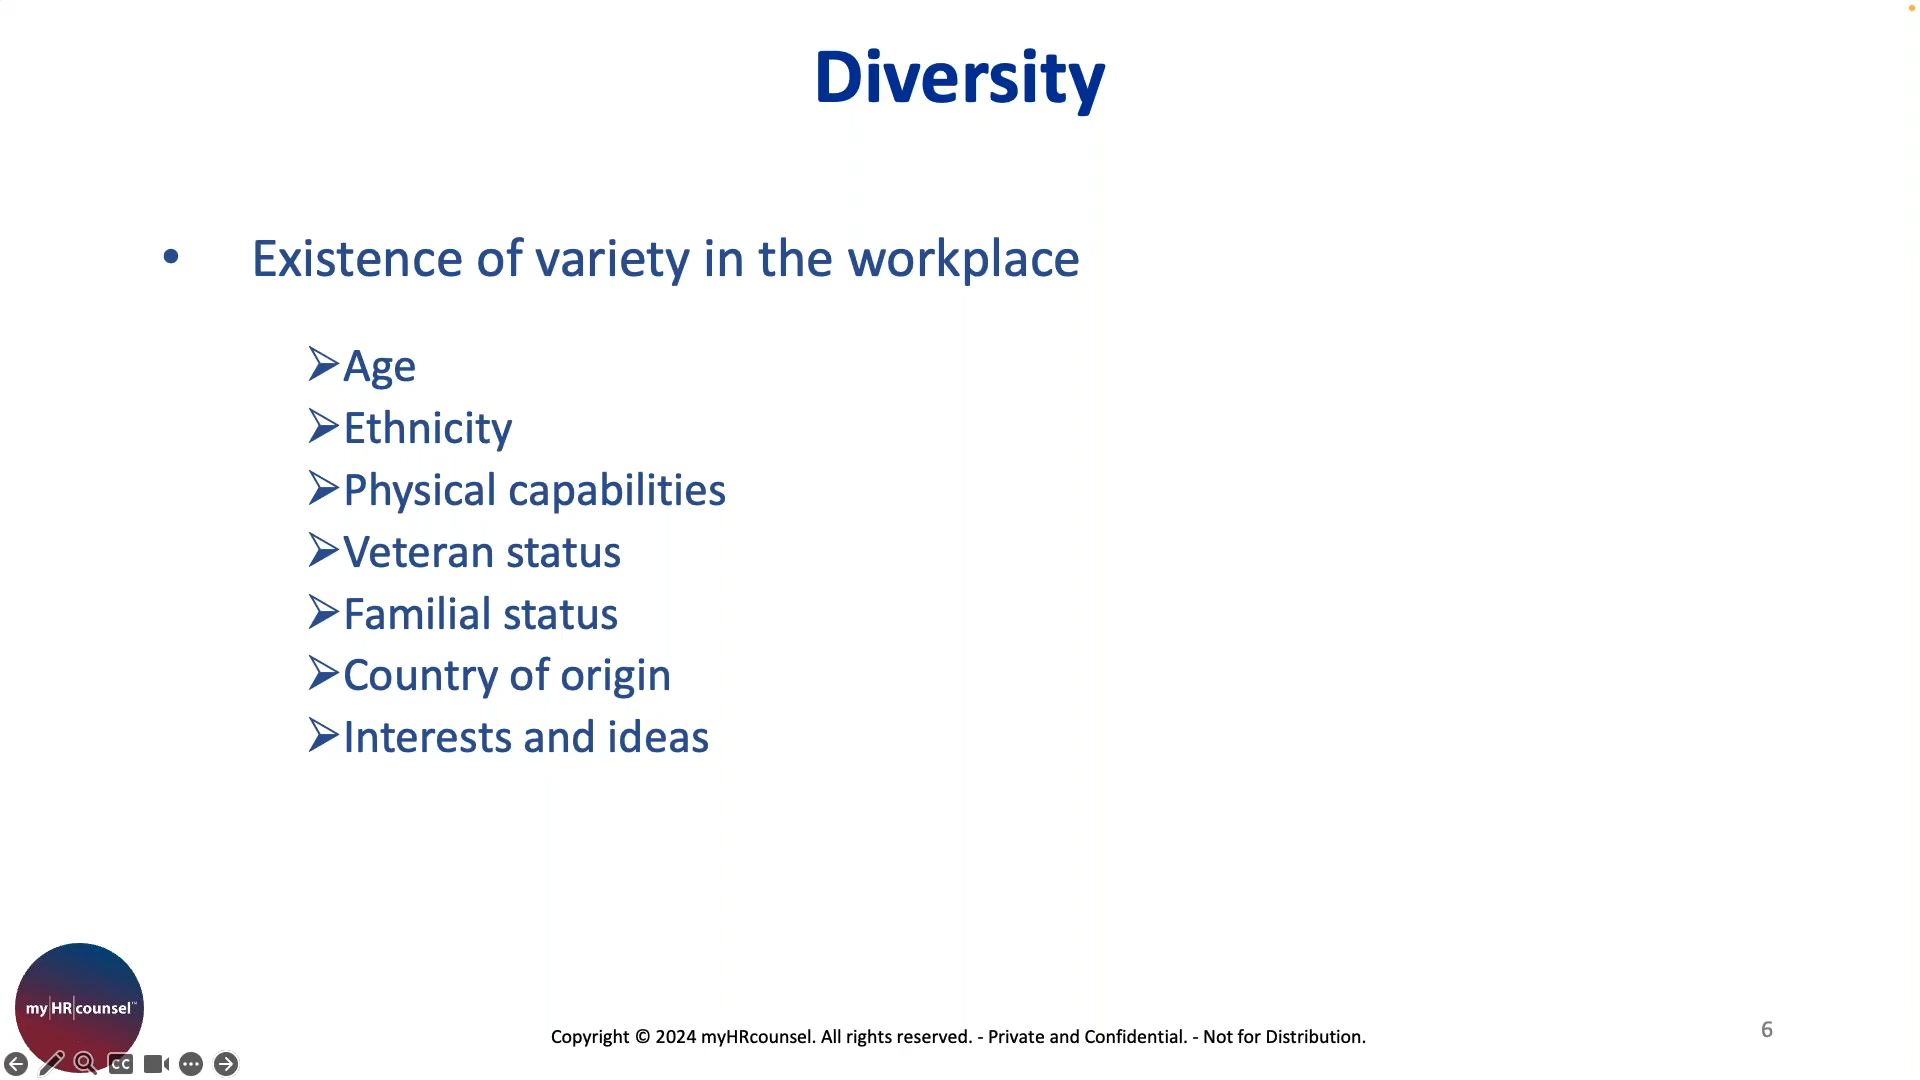 Diversity
• Existence of variety in the workplace
➢Age
➢Ethnicity
➢Physical capabilities
➢Veteran status
➢Familial status
➢Country of origin
➢Interests and ideas
my|HR|counsel™
CC
Copyright © 2024 myHRcounsel. All rights reserved. - Private and Confidential. - Not for Distribution.
6